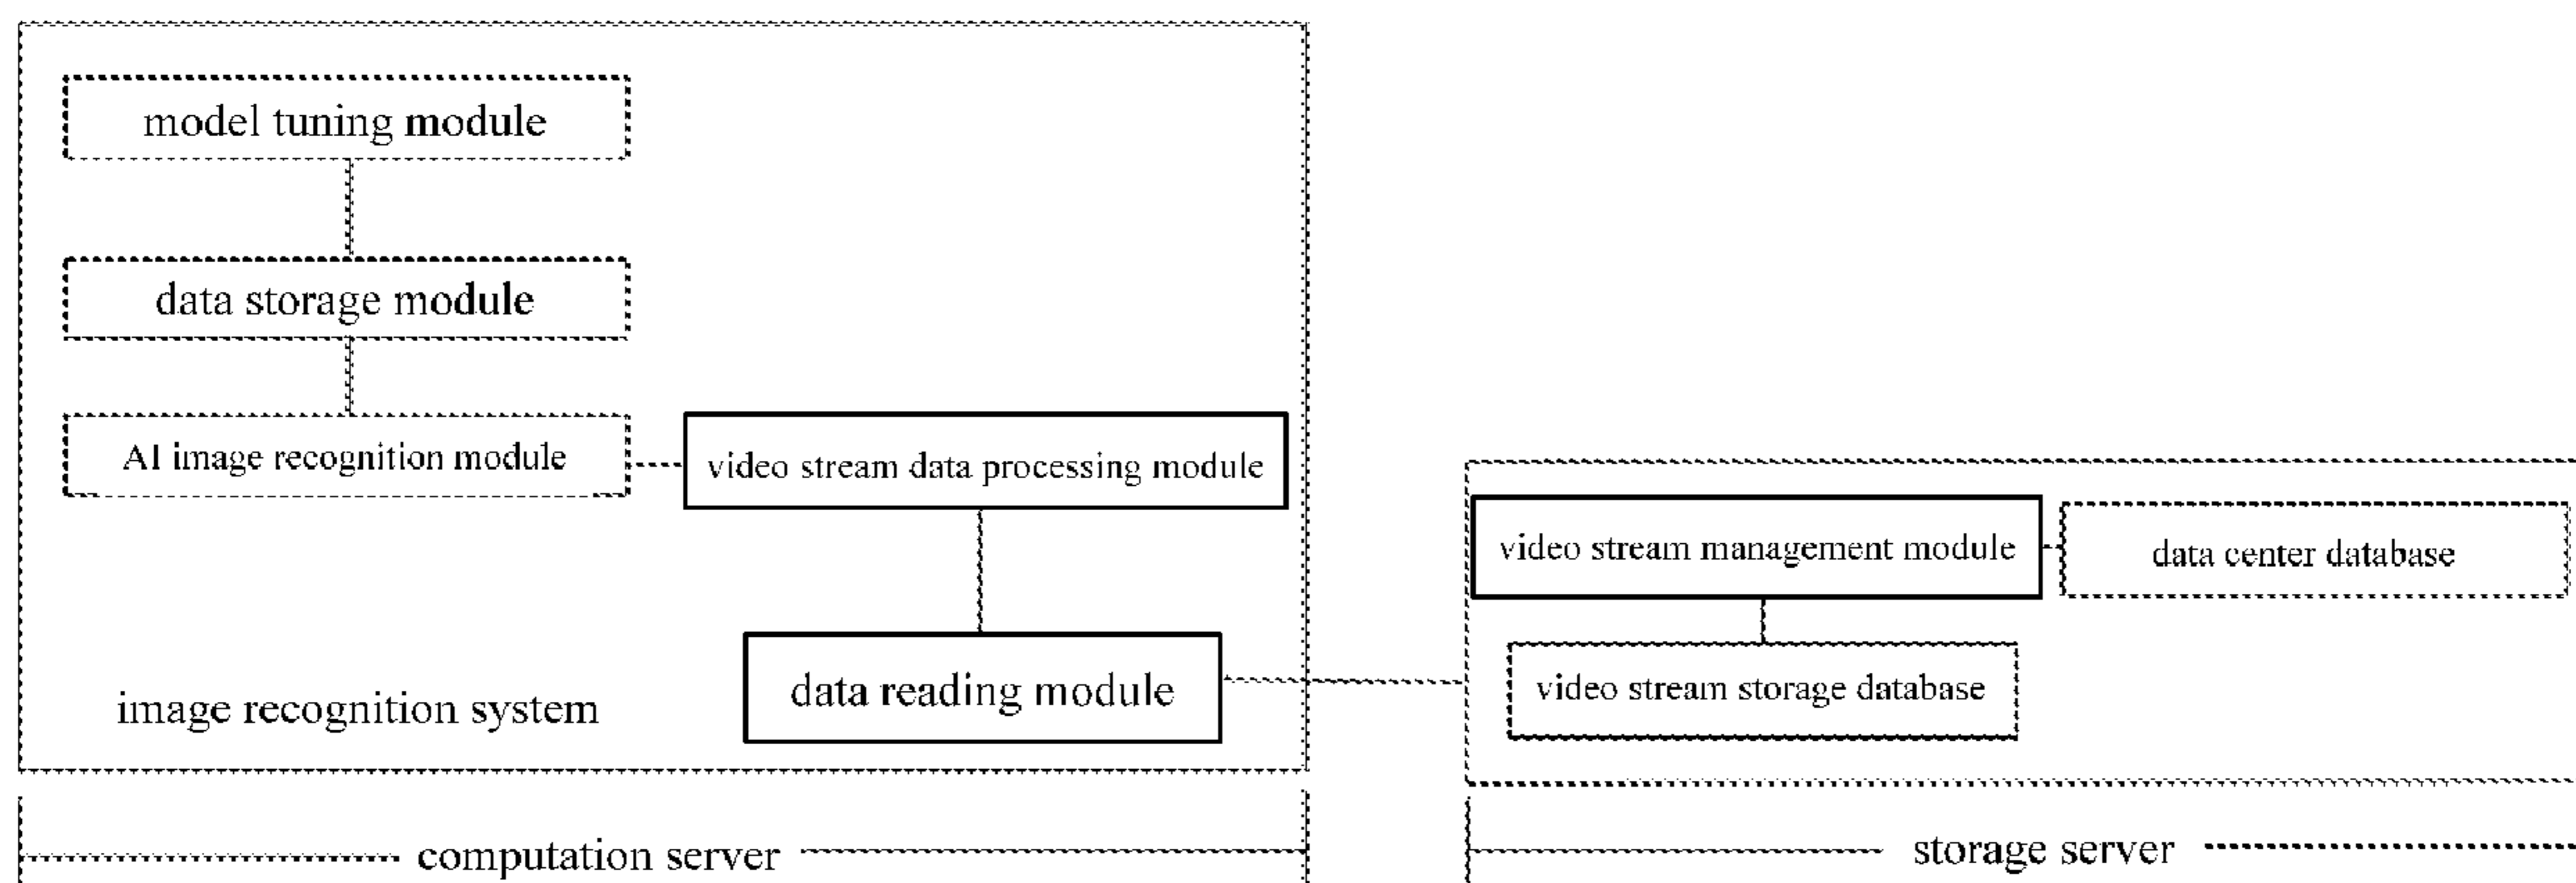 model tuning module
data storage module
AI image recognition module
video stream data processing module
data reading module
image recognition system
computation server
video stream management module
data center database
video stream storage database
storage server